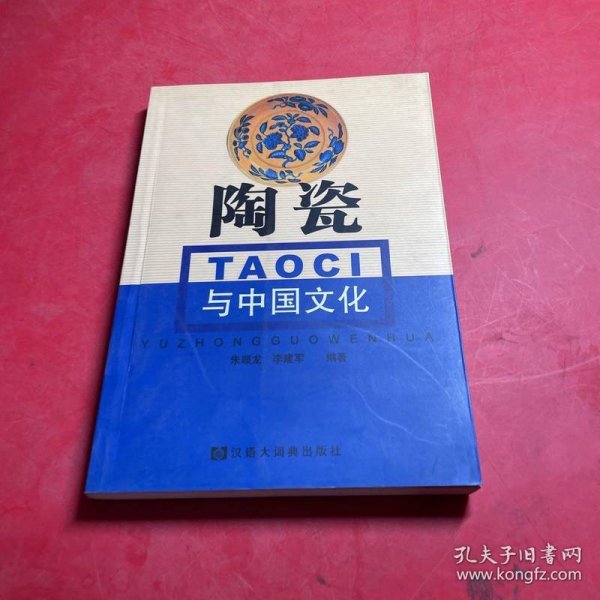 陶瓷
TAOCI
与中国文化
YUZHONGGUOWENHUA
朱顺龙 李建军 编著
汉语大词典出版社
孔夫子旧书网
www.kongfz.com